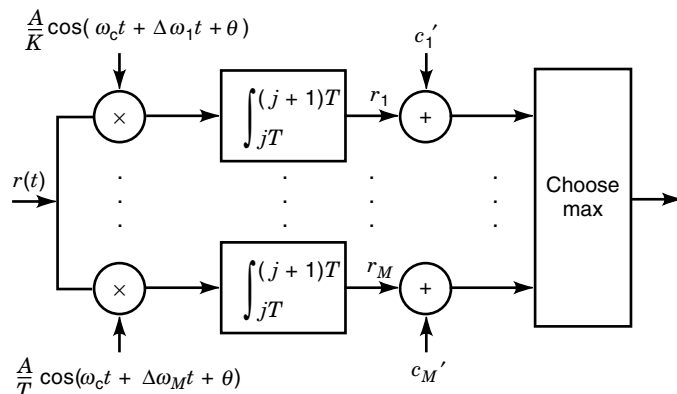 A/K cos( ω_c t + Δω_1 t + θ)
c_1′
×
∫_{jT}^{(j + 1)T}
r_1
+
r(t)
Choose
max
×
∫_{jT}^{(j + 1)T}
r_M
+
A/T cos(ω_c t + Δω_M t + θ)
c_M′